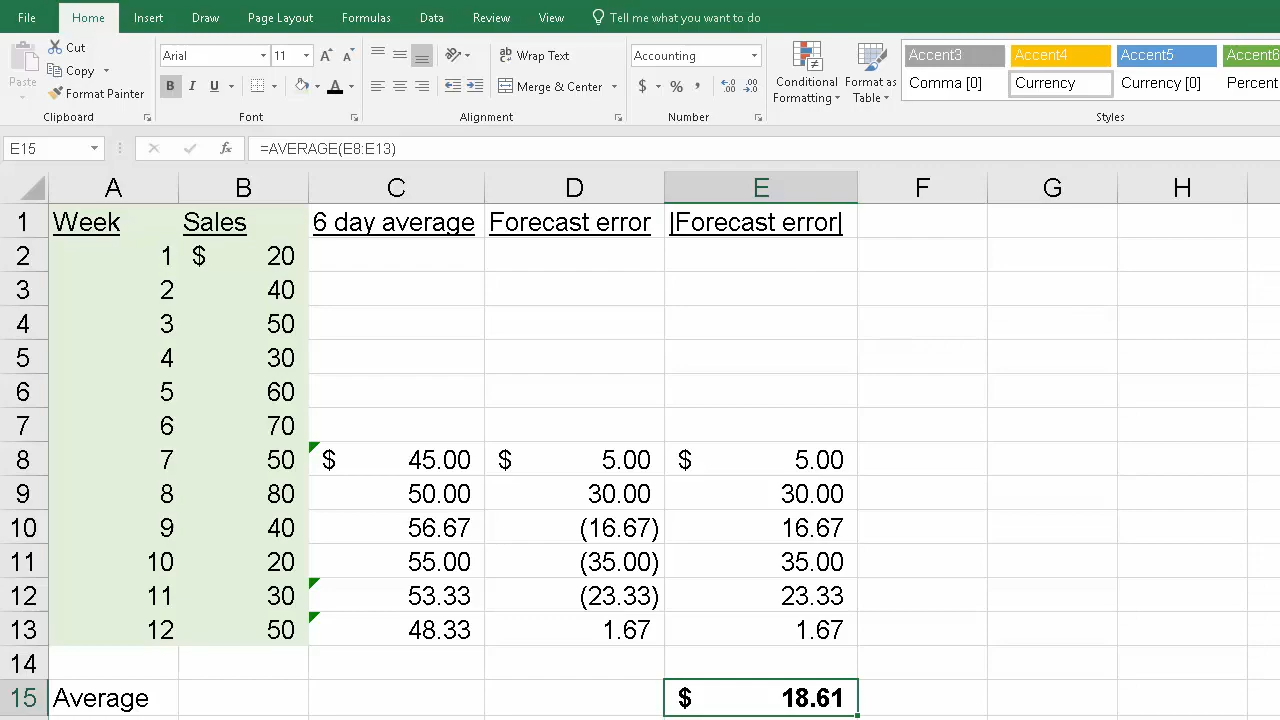 File Home Insert Draw Page Layout Formulas Data Review View Tell me what you want to do
Cut
Copy
Format Painter
Paste
Clipboard
Arial 11
B I U
Font
ab Wrap Text
Merge & Center
Alignment
Accounting
$ % ,
Number
Conditional Formatting
Format as Table
Accent3 Accent4 Accent5 Accent6
Comma [0] Currency Currency [0] Percent
Styles
E15 fx =AVERAGE(E8:E13)
A B C D E F G H
1 Week Sales 6 day average Forecast error |Forecast error|
2 1 $ 20
3 2 40
4 3 50
5 4 30
6 5 60
7 6 70
8 7 50 $ 45.00 $ 5.00 $ 5.00
9 8 80 50.00 30.00 30.00
10 9 40 56.67 (16.67) 16.67
11 10 20 55.00 (35.00) 35.00
12 11 30 53.33 (23.33) 23.33
13 12 50 48.33 1.67 1.67
14
15 Average $ 18.61